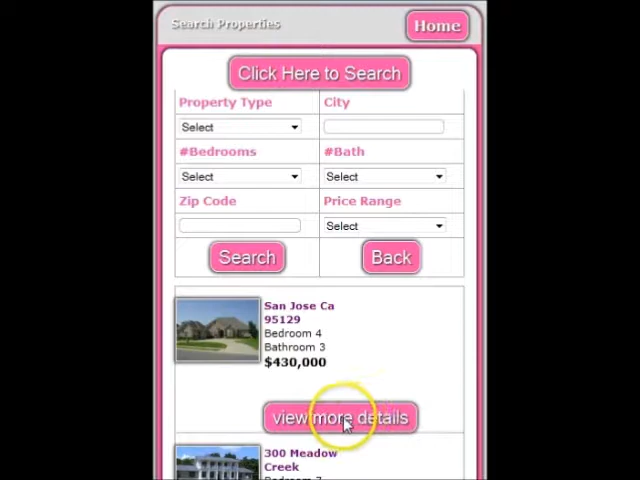 Search Properties
Home
Click Here to Search
Property Type
City
Select
#Bedrooms
#Bath
Select
Select
Zip Code
Price Range
Select
Search
Back
San Jose Ca
95129
Bedroom 4
Bathroom 3
$430,000
view more details
300 Meadow
Creek